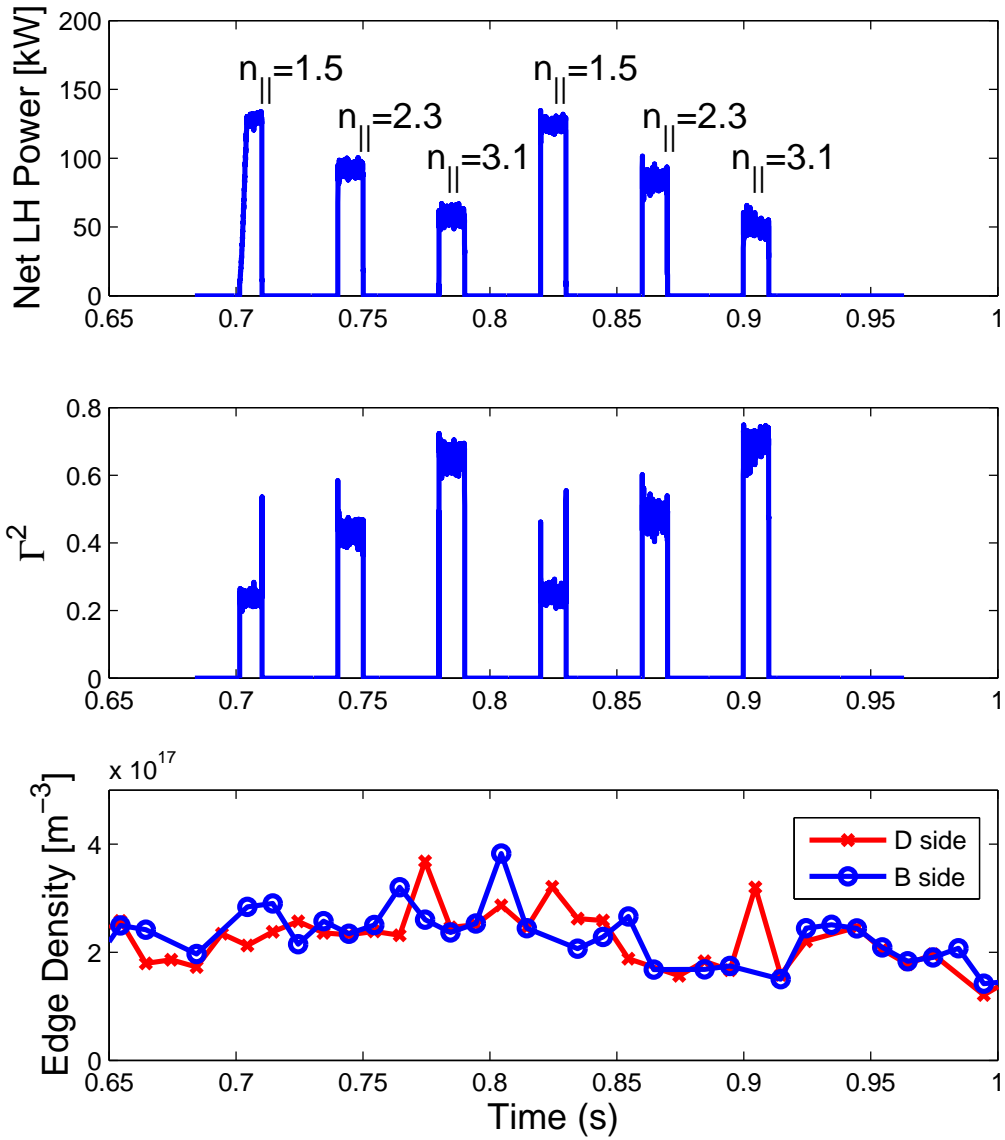 Net LH Power [kW]
200
150
100
50
0
n||=1.5
n||=2.3
n||=3.1
n||=1.5
n||=2.3
n||=3.1
0.65 0.7 0.75 0.8 0.85 0.9 0.95 1
Γ²
0.8
0.6
0.4
0.2
0
0.65 0.7 0.75 0.8 0.85 0.9 0.95 1
x 10¹⁷
Edge Density [m⁻³]
4
2
0
D side
B side
0.65 0.7 0.75 0.8 0.85 0.9 0.95 1
Time (s)